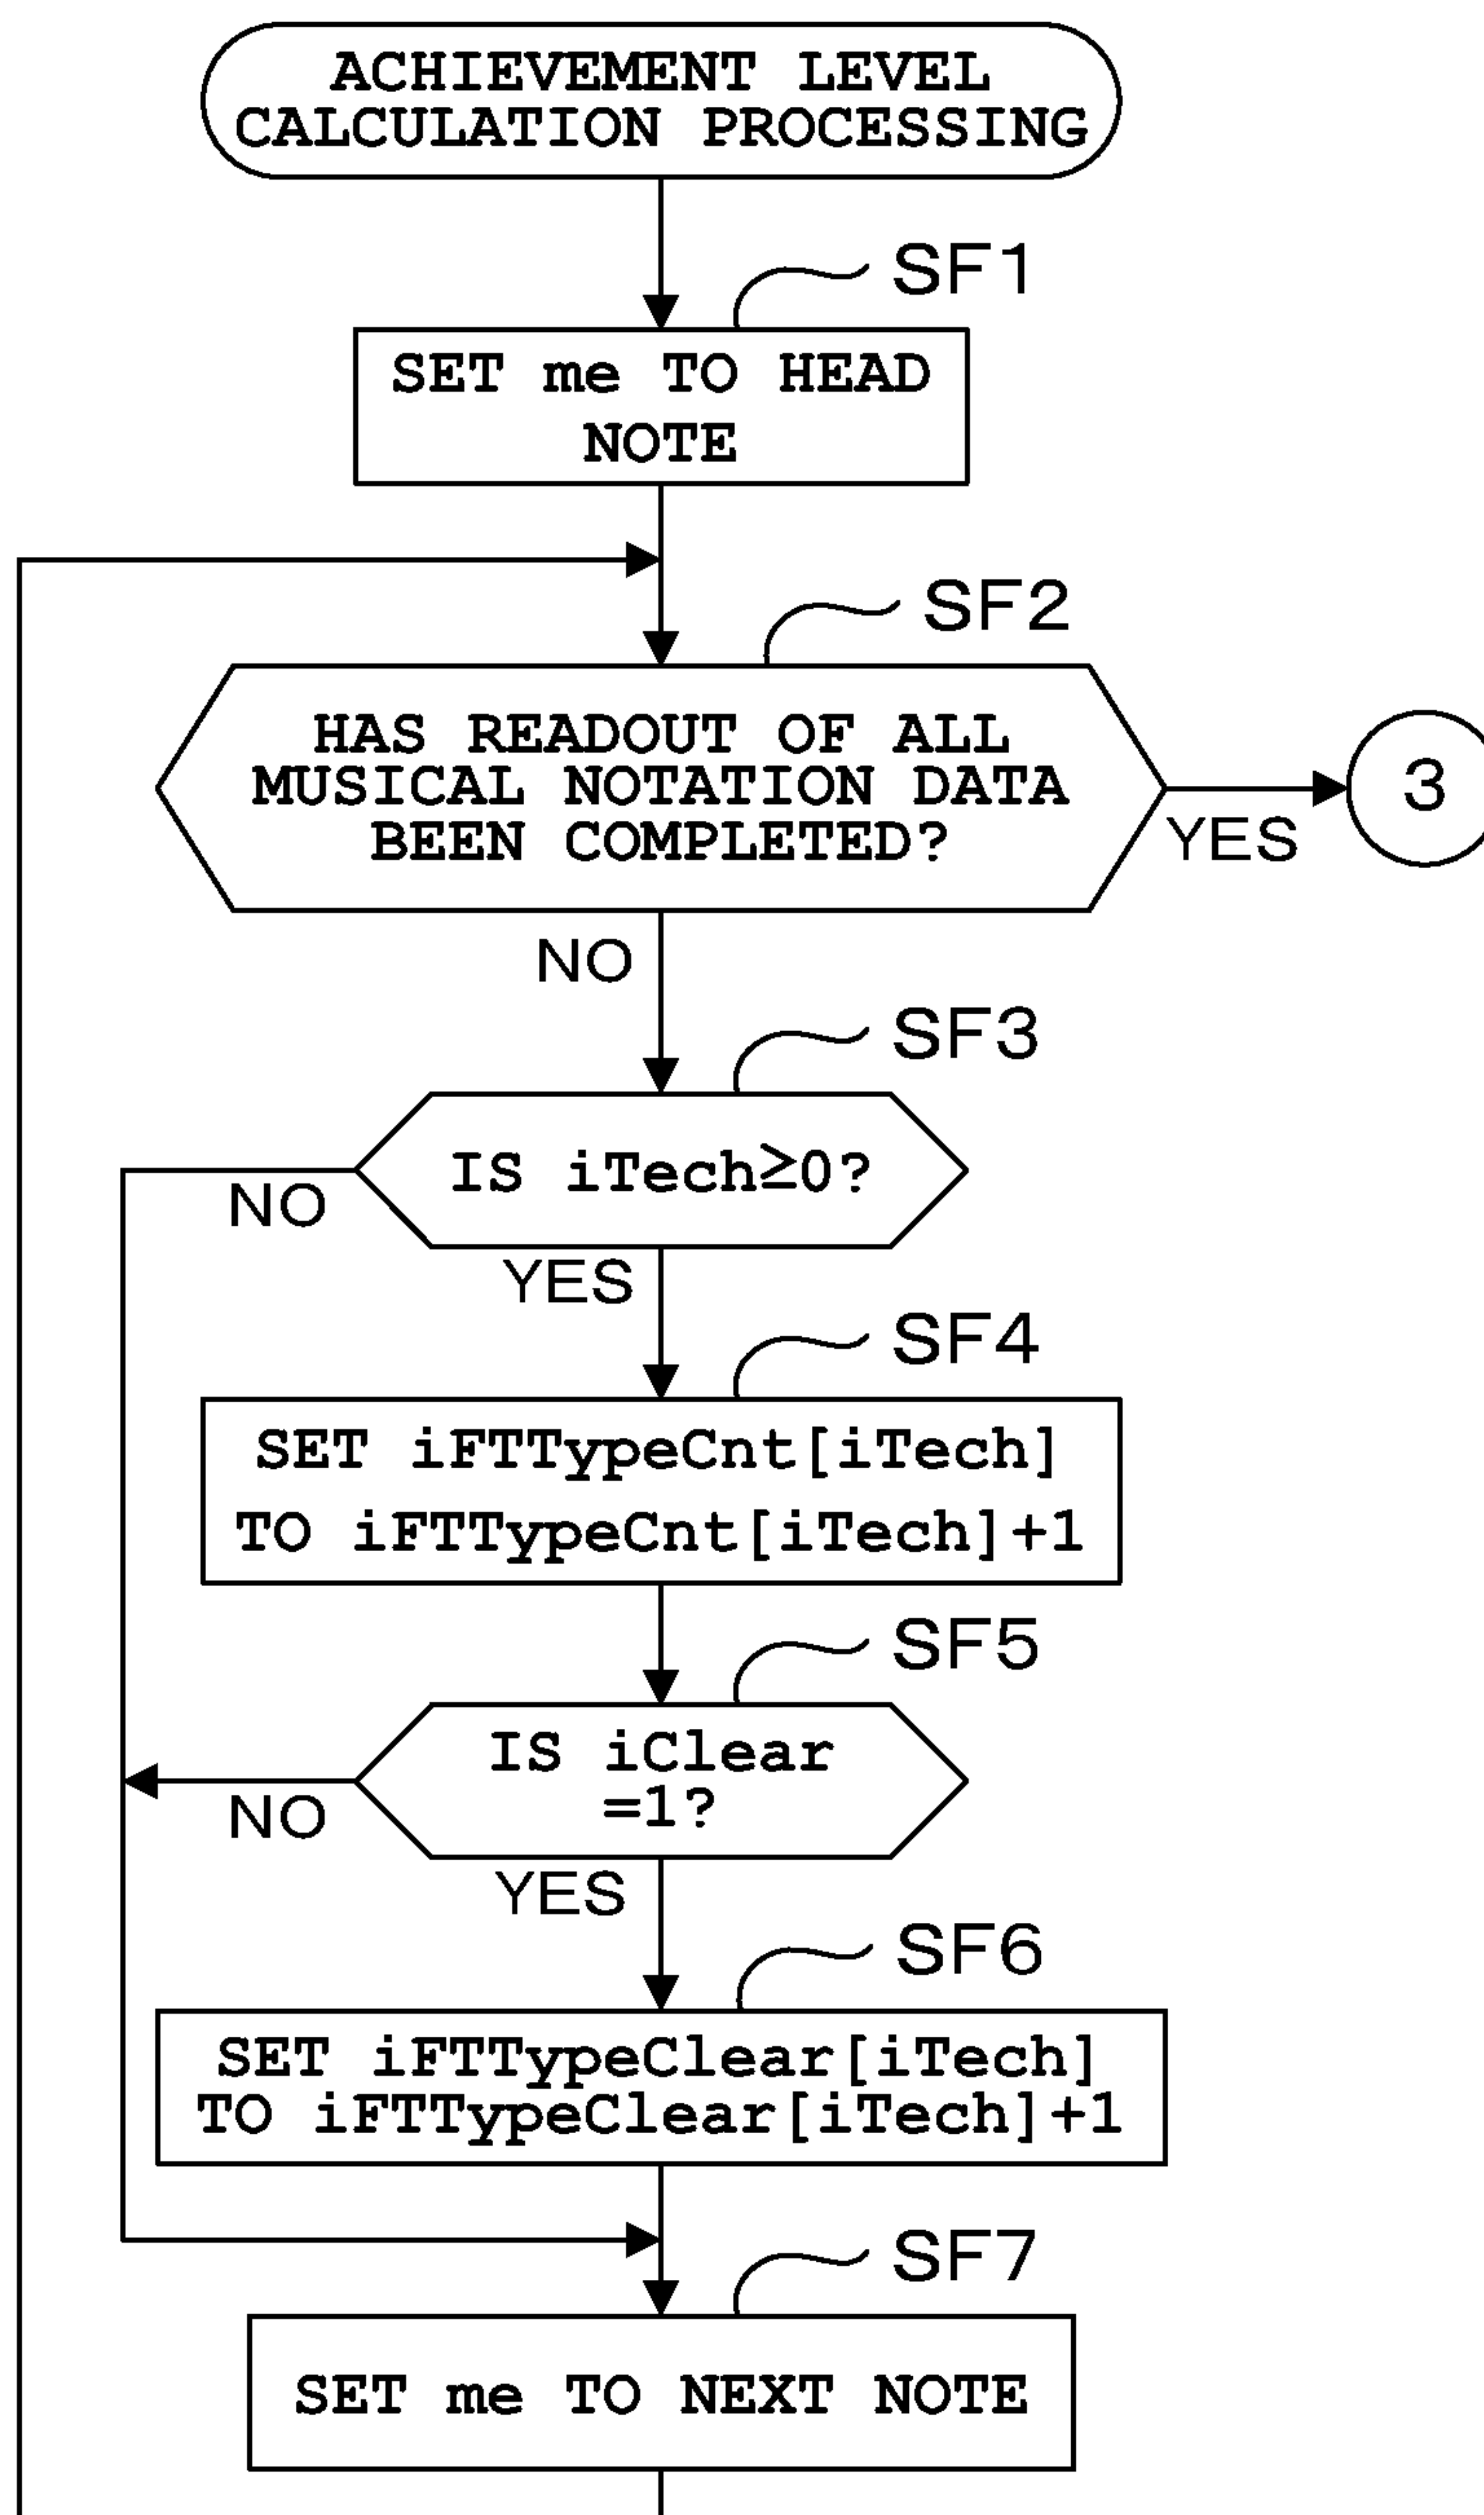 ACHIEVEMENT LEVEL
CALCULATION PROCESSING
SF1
SET me TO HEAD
NOTE
SF2
HAS READOUT OF ALL
MUSICAL NOTATION DATA
BEEN COMPLETED?
3
YES
NO
SF3
IS iTech≥0?
NO
YES
SF4
SET iFTTypeCnt[iTech]
TO iFTTypeCnt[iTech]+1
SF5
IS iClear
=1?
NO
YES
SF6
SET iFTTypeClear[iTech]
TO iFTTypeClear[iTech]+1
SF7
SET me TO NEXT NOTE